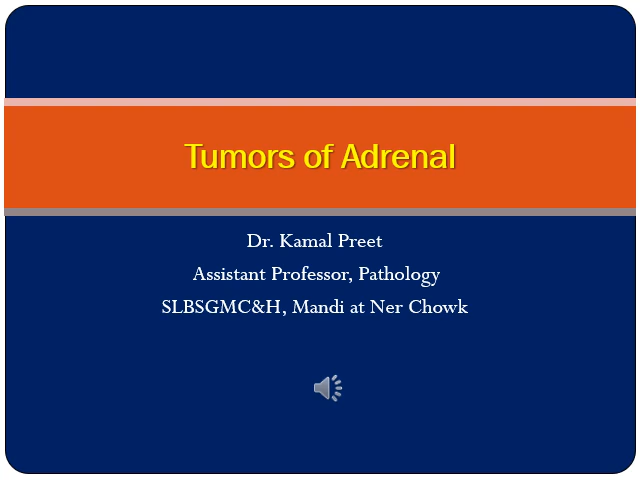 Tumors of Adrenal
Dr. Kamal Preet
Assistant Professor, Pathology
SLBSGMC&H, Mandi at Ner Chowk